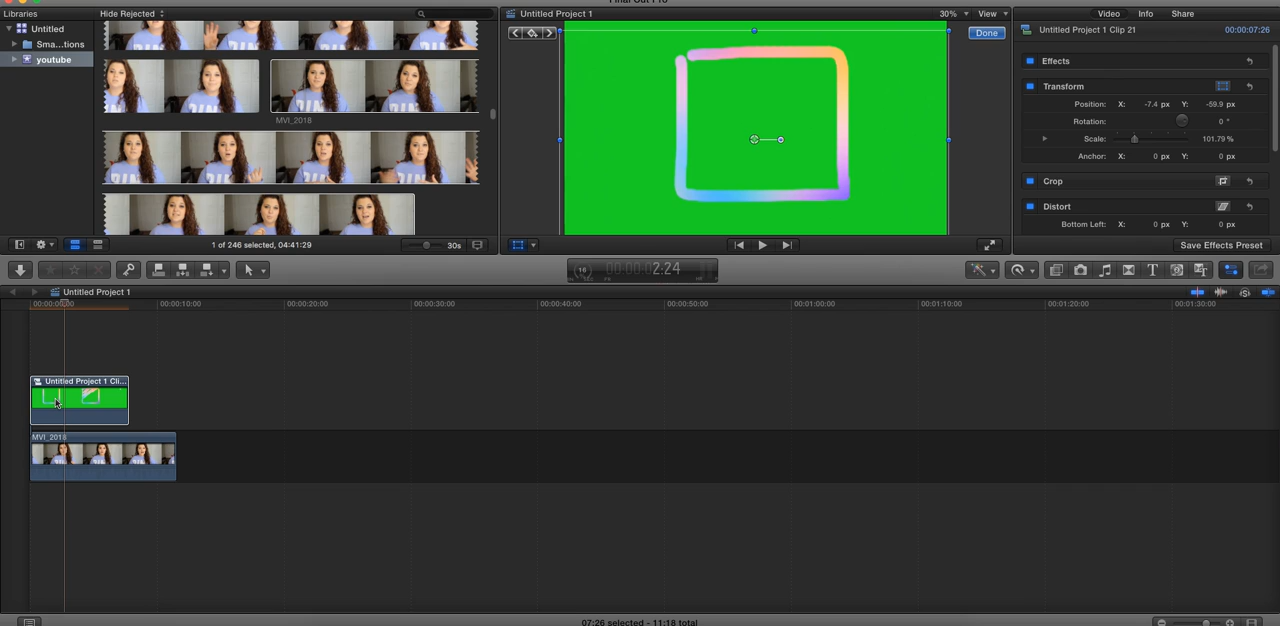 Final Cut Pro
Libraries
Hide Rejected
Untitled Project 1
30%
View
Video
Info
Share
Untitled
Sma...tions
youtube
MVI_2018
1 of 246 selected, 04:41:29
30s
Done
Untitled Project 1 Clip 21
00:00:07:26
Effects
Transform
Position: X: -7.4 px Y: -59.9 px
Rotation: 0 °
Scale: 101.79 %
Anchor: X: 0 px Y: 0 px
Crop
Distort
Bottom Left: X: 0 px Y: 0 px
Save Effects Preset
16
00:00:02:24
Untitled Project 1
00:00:00:00
00:00:10:00
00:00:20:00
00:00:30:00
00:00:40:00
00:00:50:00
00:01:00:00
00:01:10:00
00:01:20:00
00:01:30:00
Untitled Project 1 Cli...
MVI_2018
07:26 selected - 11:18 total